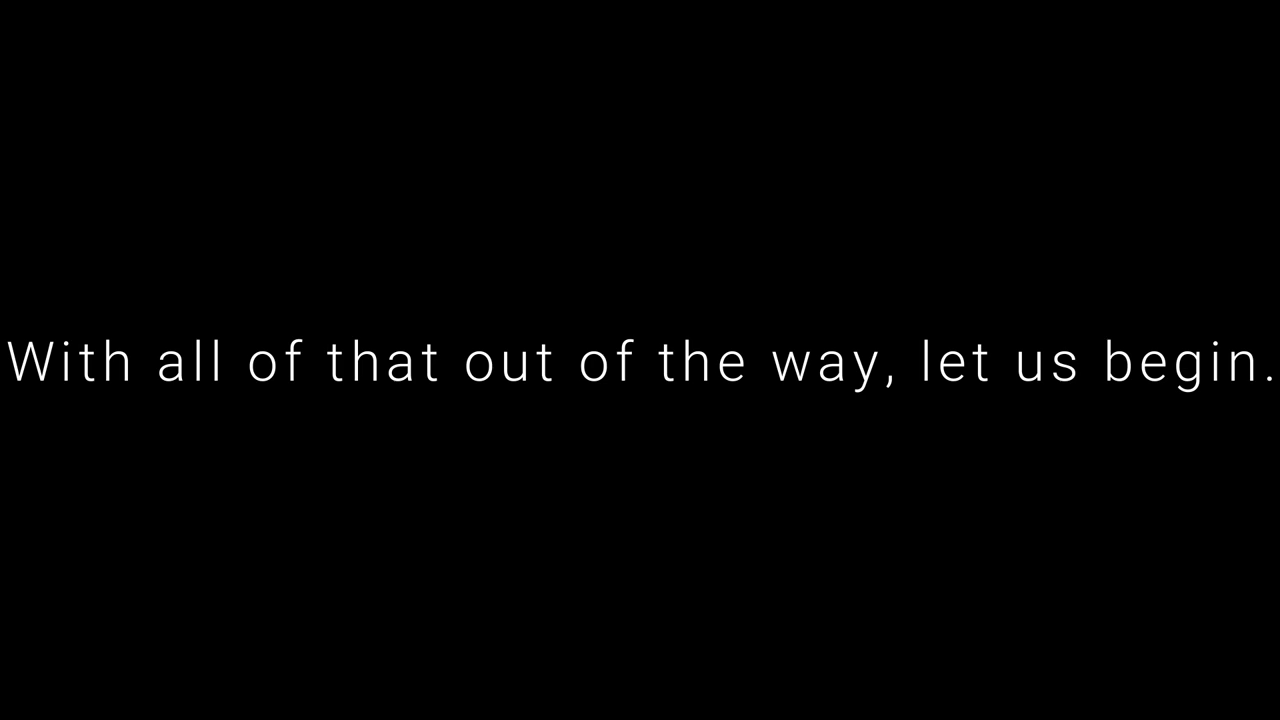 With all of that out of the way, let us begin.